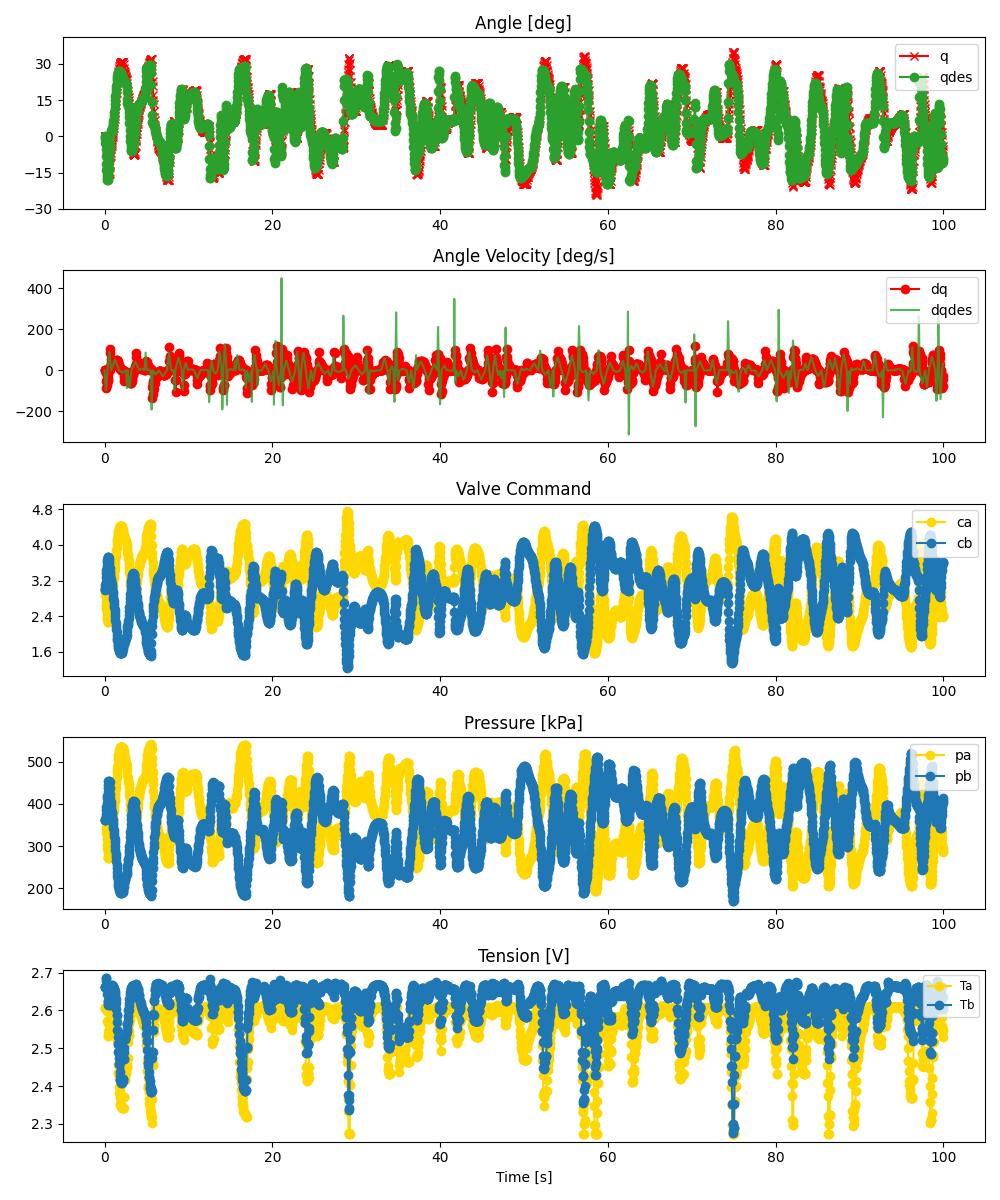 Angle [deg]
30
15
0
−15
−30
q
qdes
0 20 40 60 80 100
Angle Velocity [deg/s]
400
200
0
−200
dq
dqdes
0 20 40 60 80 100
Valve Command
4.8
4.0
3.2
2.4
1.6
ca
cb
0 20 40 60 80 100
Pressure [kPa]
500
400
300
200
pa
pb
0 20 40 60 80 100
Tension [V]
2.7
2.6
2.5
2.4
2.3
Ta
Tb
0 20 40 60 80 100
Time [s]